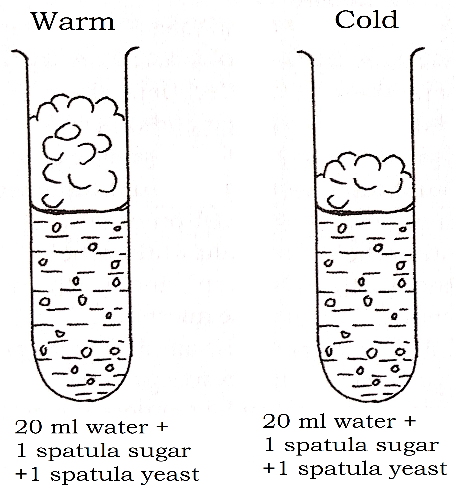 Warm
Cold
20 ml water +
1 spatula sugar
+1 spatula yeast
20 ml water +
1 spatula sugar
+1 spatula yeast